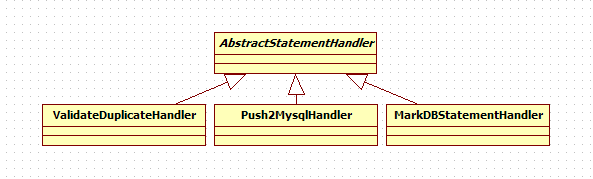 AbstractStatementHandler
ValidateDuplicateHandler
Push2MysqlHandler
MarkDBStatementHandler